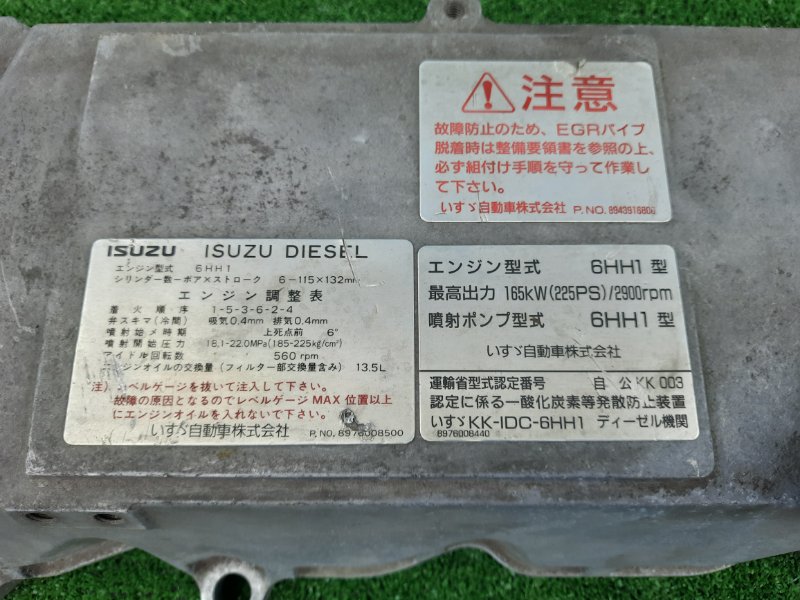 注意
故障防止のため、EGRパイプ
脱着時は整備要領書を参照の上、
必ず組付け手順を守って作業し
て下さい。
いすゞ自動車株式会社 P.NO. 8943916808
ISUZU ISUZU DIESEL
エンジン型式 6HH1
シリンダー数−ボア×ストローク 6−115×132mm
エンジン調整表
着火順序 1-5-3-6-2-4
弁スキマ(冷間) 吸気0.4mm 排気0.4mm
噴射始メ時期 上死点前 6°
噴射開始圧力 18.1-22.0MPa(185-225kg/cm²)
アイドル回転数 560 rpm
エンジンオイルの交換量 (フィルター部交換量含み) 13.5L
注) レベルゲージを抜いて注入して下さい。
故障の原因となるのでレベルゲージ MAX 位置以上
にエンジンオイルを入れないで下さい。
いすゞ自動車株式会社 P.NO. 8976008500
エンジン型式 6HH1 型
最高出力 165kW(225PS)/2900rpm
噴射ポンプ型式 6HH1 型
いすゞ自動車株式会社
運輸省型式認定番号 自 公 KK 003
認定に係る一酸化炭素等発散防止装置
いすゞ KK-IDC-6HH1 ディーゼル機関
8976008440